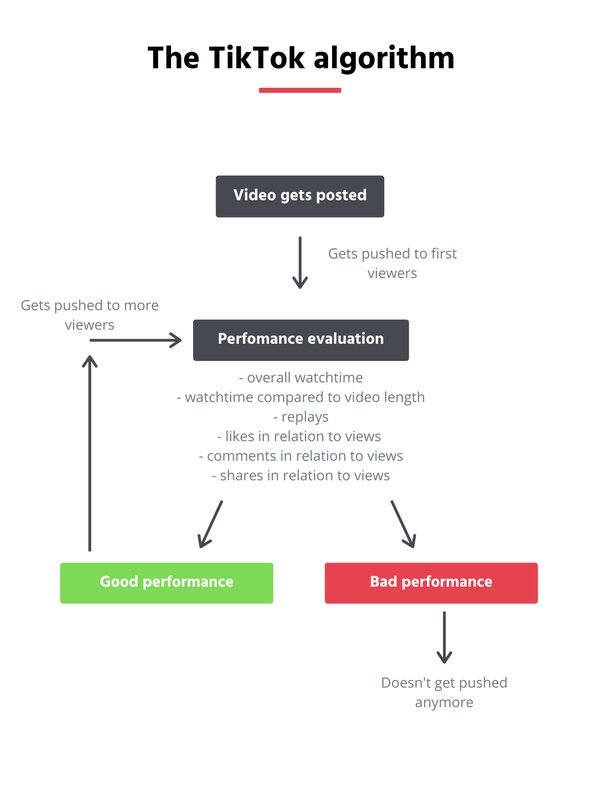 The TikTok algorithm
Video gets posted
Gets pushed to first
viewers
Gets pushed to more
viewers
Perfomance evaluation
- overall watchtime
- watchtime compared to video length
- replays
- likes in relation to views
- comments in relation to views
- shares in relation to views
Good performance
Bad performance
Doesn't get pushed
anymore